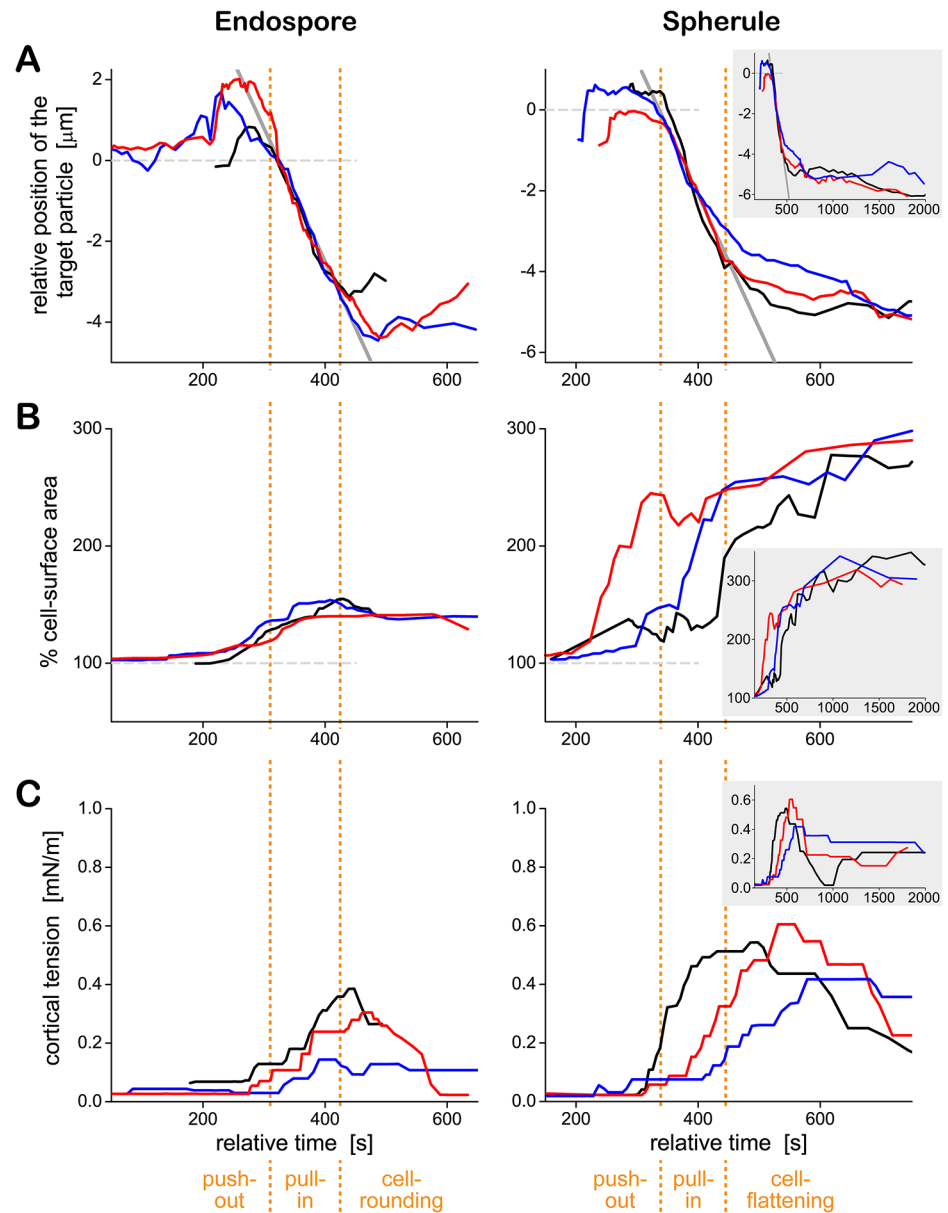 Endospore
Spherule
A
relative position of the
target particle [μm]
2
0
-2
-4
200
400
600
0
-2
-4
-6
200
400
600
0
-2
-4
-6
500
1000
1500
2000
B
% cell-surface area
300
200
100
200
400
600
200
400
600
300
200
100
500
1000
1500
2000
C
cortical tension [mN/m]
1.0
0.8
0.6
0.4
0.2
0.0
200
400
600
relative time [s]
1.0
0.8
0.6
0.4
0.2
0.0
200
400
600
relative time [s]
0.6
0.4
0.2
0.0
500
1000
1500
2000
push-
out
pull-
in
cell-
rounding
push-
out
pull-
in
cell-
flattening